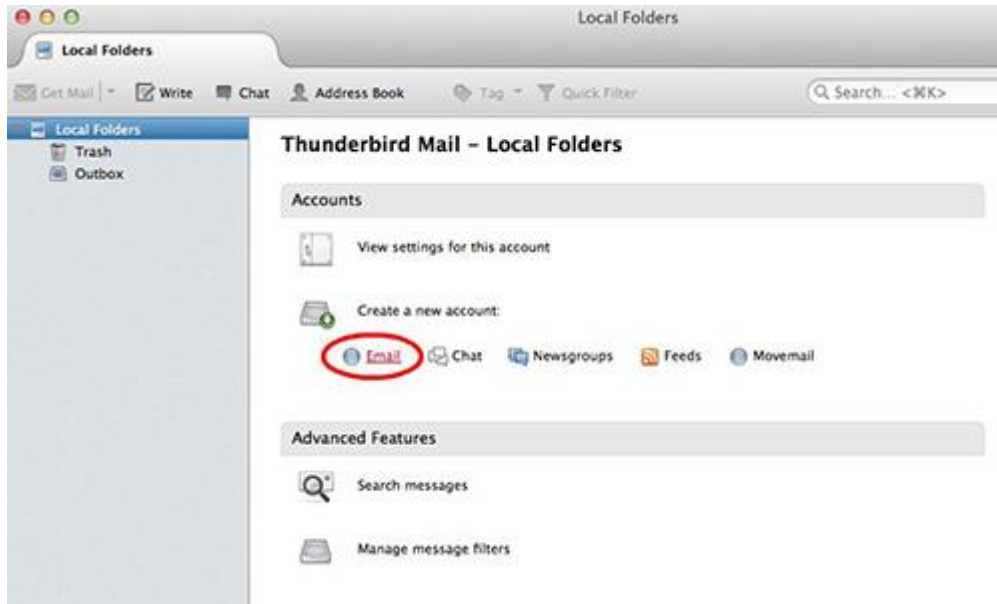 Local Folders
Local Folders
Get Mail Write Chat Address Book Tag Quick Filter Search... <⌘K>
Local Folders
Trash
Outbox
Thunderbird Mail – Local Folders
Accounts
View settings for this account
Create a new account:
Email Chat Newsgroups Feeds Movemail
Advanced Features
Search messages
Manage message filters